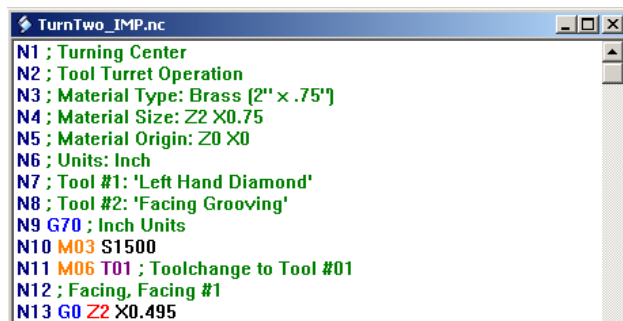 TurnTwo_IMP.nc
N1 ; Turning Center
N2 ; Tool Turret Operation
N3 ; Material Type: Brass (2" x .75")
N4 ; Material Size: Z2 X0.75
N5 ; Material Origin: Z0 X0
N6 ; Units: Inch
N7 ; Tool #1: 'Left Hand Diamond'
N8 ; Tool #2: 'Facing Grooving'
N9 G70 ; Inch Units
N10 M03 S1500
N11 M06 T01 ; Toolchange to Tool #01
N12 ; Facing, Facing #1
N13 G0 Z2 X0.495